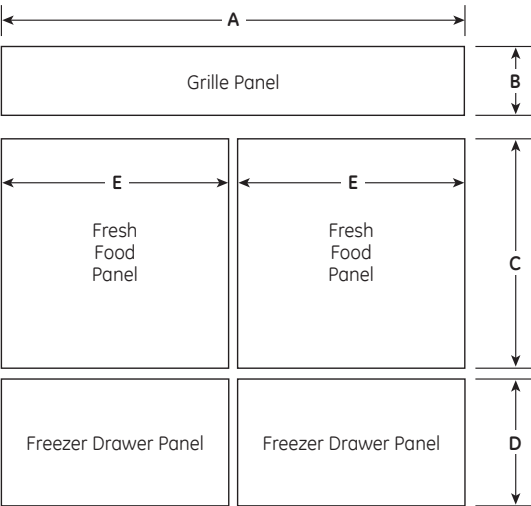 A
Grille Panel
B
E
E
Fresh
Food
Panel
Fresh
Food
Panel
C
Freezer Drawer Panel
Freezer Drawer Panel
D